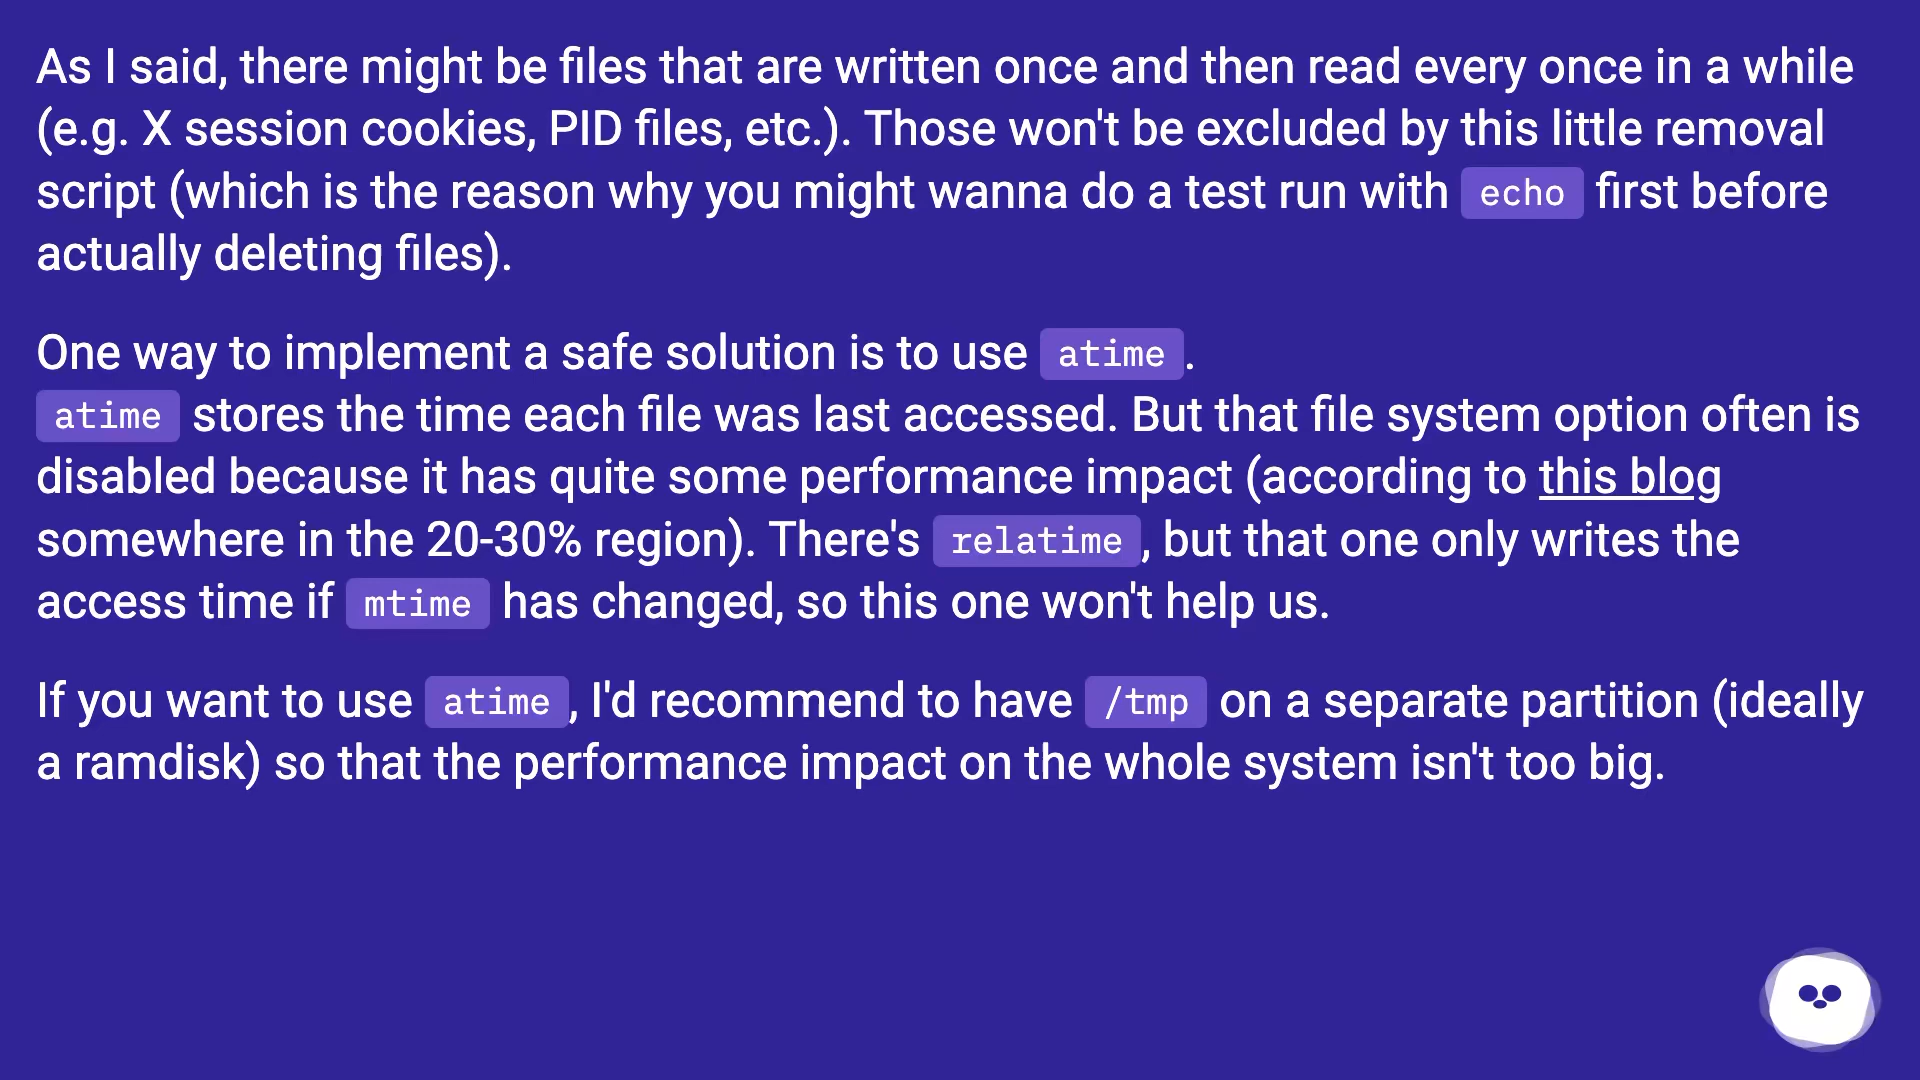 As I said, there might be files that are written once and then read every once in a while
(e.g. X session cookies, PID files, etc.). Those won't be excluded by this little removal
script (which is the reason why you might wanna do a test run with echo first before
actually deleting files).
One way to implement a safe solution is to use atime.
atime stores the time each file was last accessed. But that file system option often is
disabled because it has quite some performance impact (according to this blog
somewhere in the 20-30% region). There's relatime, but that one only writes the
access time if mtime has changed, so this one won't help us.
If you want to use atime, I'd recommend to have /tmp on a separate partition (ideally
a ramdisk) so that the performance impact on the whole system isn't too big.